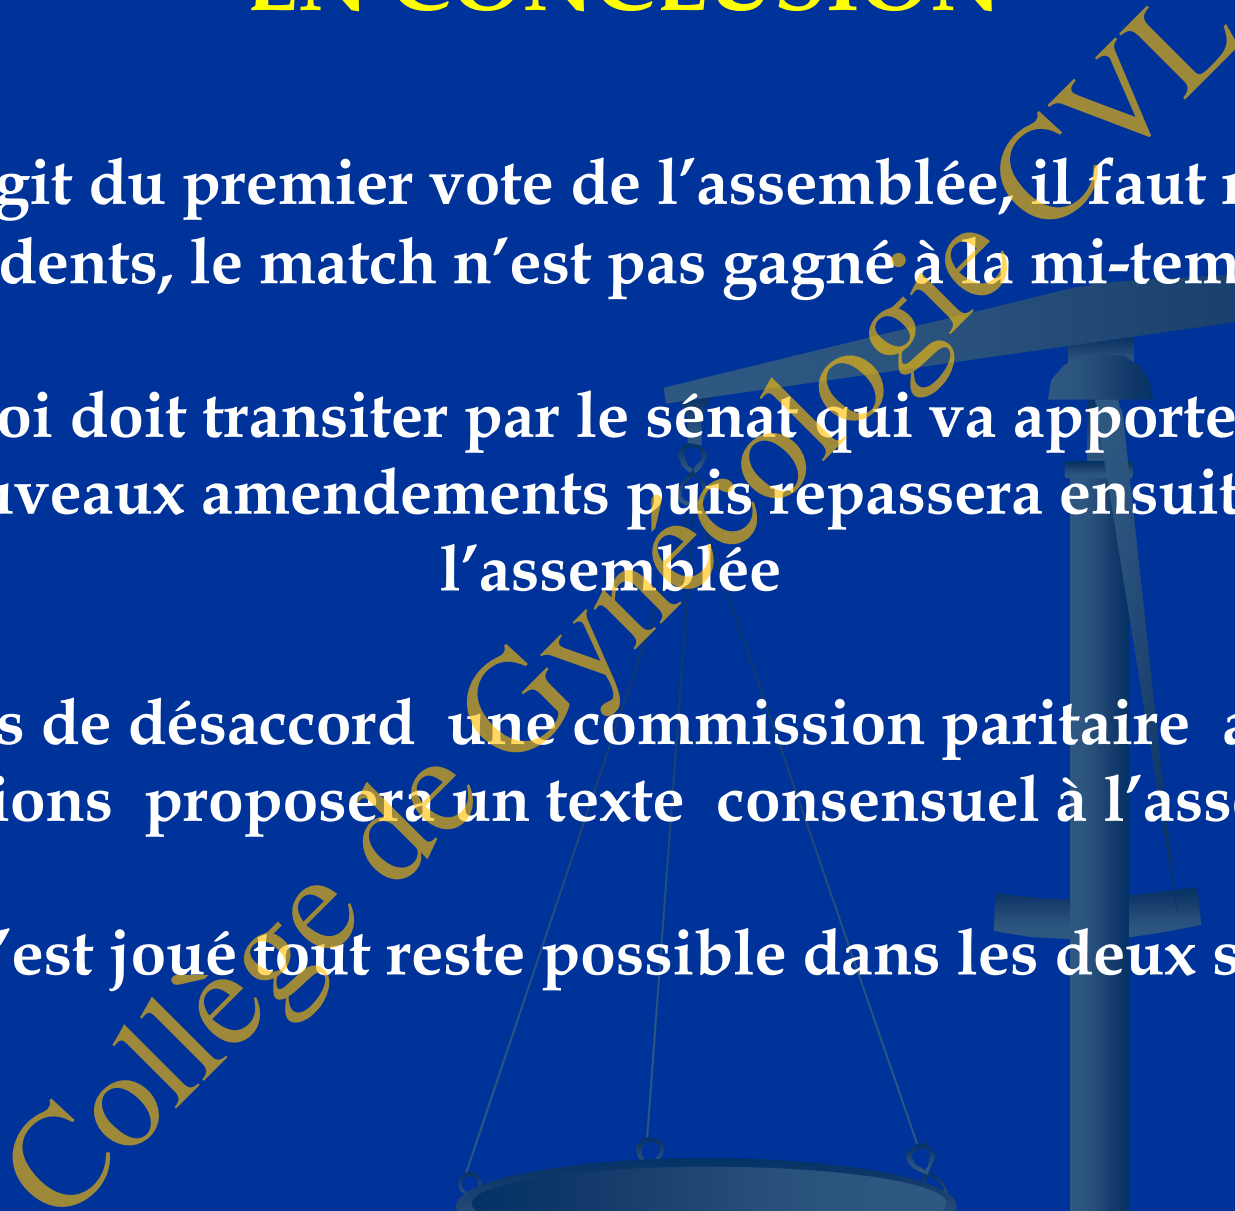 EN CONCLUSION
git du premier vote de l’assemblée, il faut
dents, le match n’est pas gagné à la mi-tem
oi doit transiter par le sénat qui va apporte
uveaux amendements puis repassera ensuit
l’assemblée
s de désaccord une commission paritaire a
ions proposera un texte consensuel à l’ass
’est joué tout reste possible dans les deux s
Collège de Gynécologie CVL